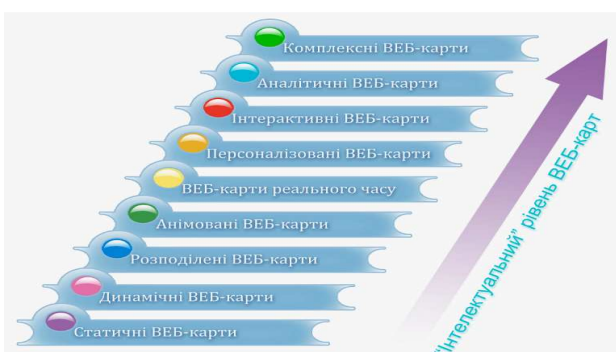 Комплексні ВЕБ-карти
Аналітичні ВЕБ-карти
Інтерактивні ВЕБ-карти
Персоналізовані ВЕБ-карти
ВЕБ-карти реального часу
Анімовані ВЕБ-карти
Розподілені ВЕБ-карти
Динамічні ВЕБ-карти
Статичні ВЕБ-карти
"Інтелектуальний" рівень ВЕБ-карт